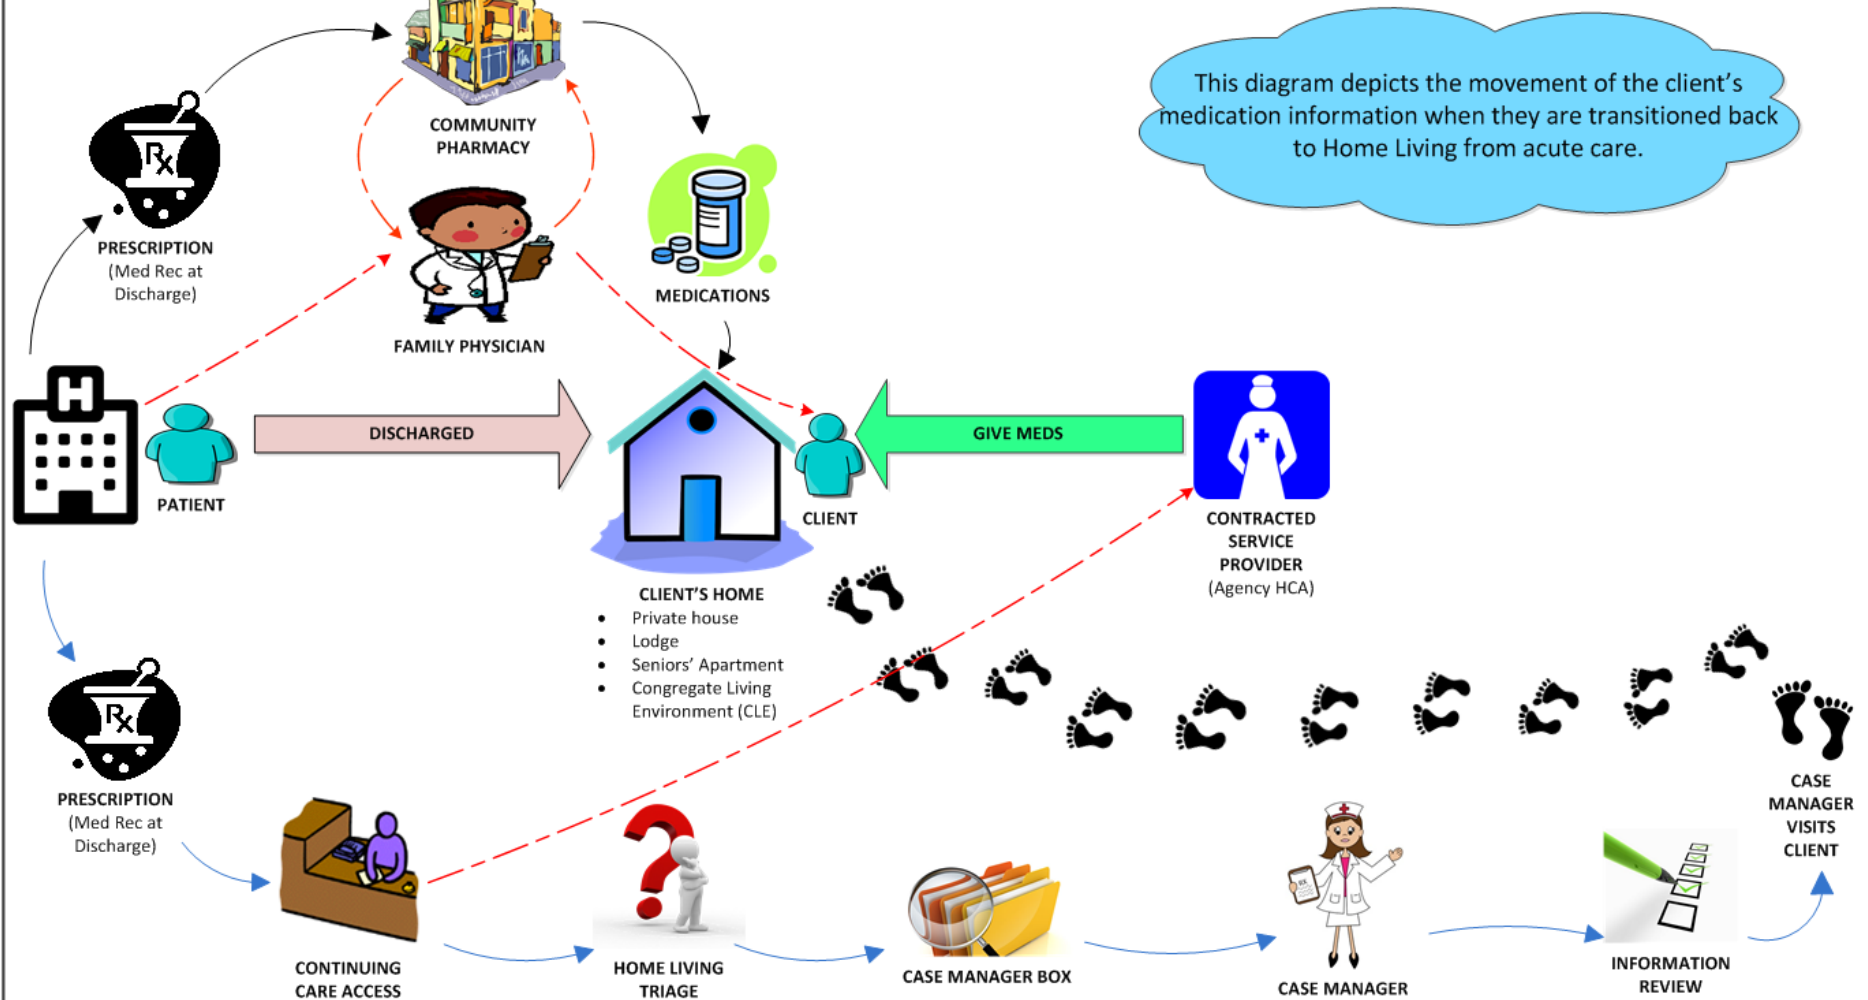 This diagram depicts the movement of the client’s
medication information when they are transitioned back
to Home Living from acute care.
COMMUNITY
PHARMACY
Rx
PRESCRIPTION
(Med Rec at
Discharge)
MEDICATIONS
FAMILY PHYSICIAN
H
DISCHARGED
GIVE MEDS
PATIENT
CLIENT
CONTRACTED
SERVICE
PROVIDER
(Agency HCA)
CLIENT’S HOME
• Private house
• Lodge
• Seniors’ Apartment
• Congregate Living
Environment (CLE)
Rx
PRESCRIPTION
(Med Rec at
Discharge)
CASE
MANAGER
VISITS
CLIENT
RX
CONTINUING
CARE ACCESS
HOME LIVING
TRIAGE
CASE MANAGER BOX
CASE MANAGER
INFORMATION
REVIEW